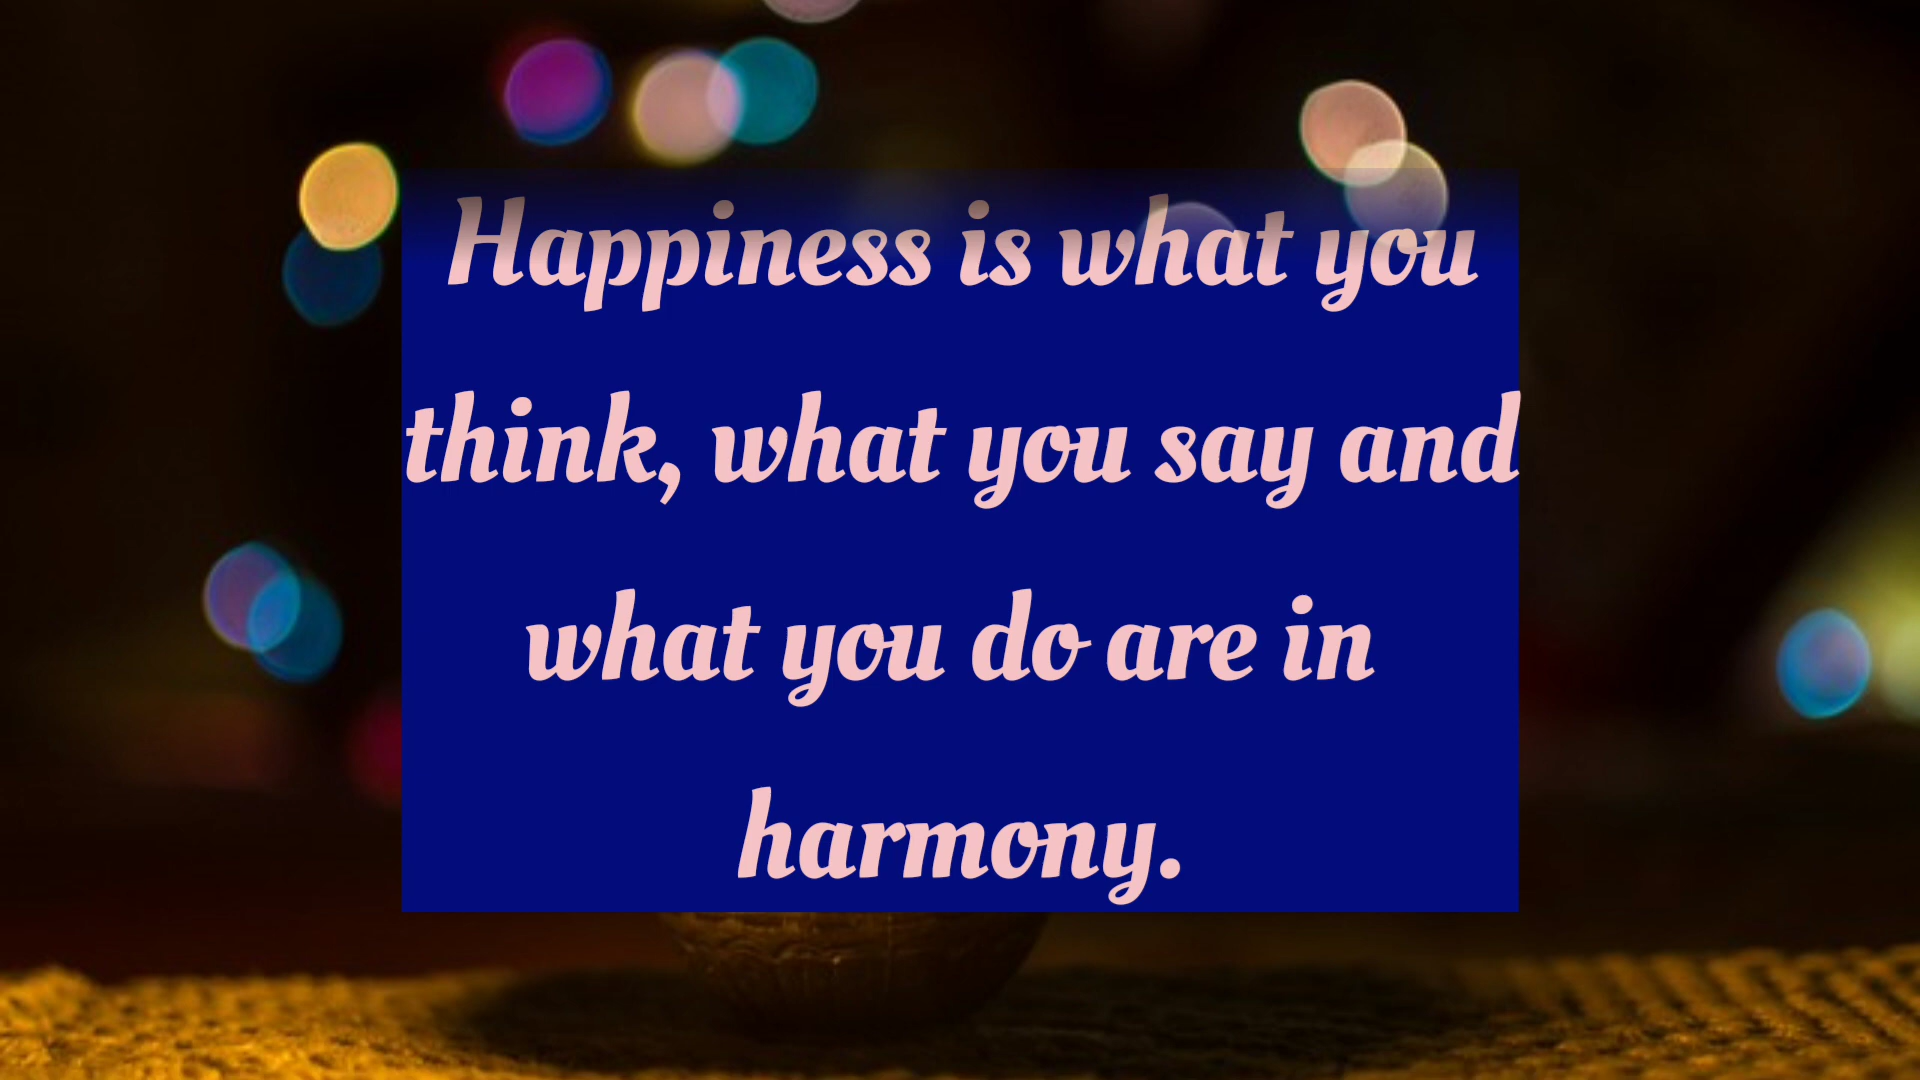 Happiness is what you
think, what you say and
what you do are in
harmony.